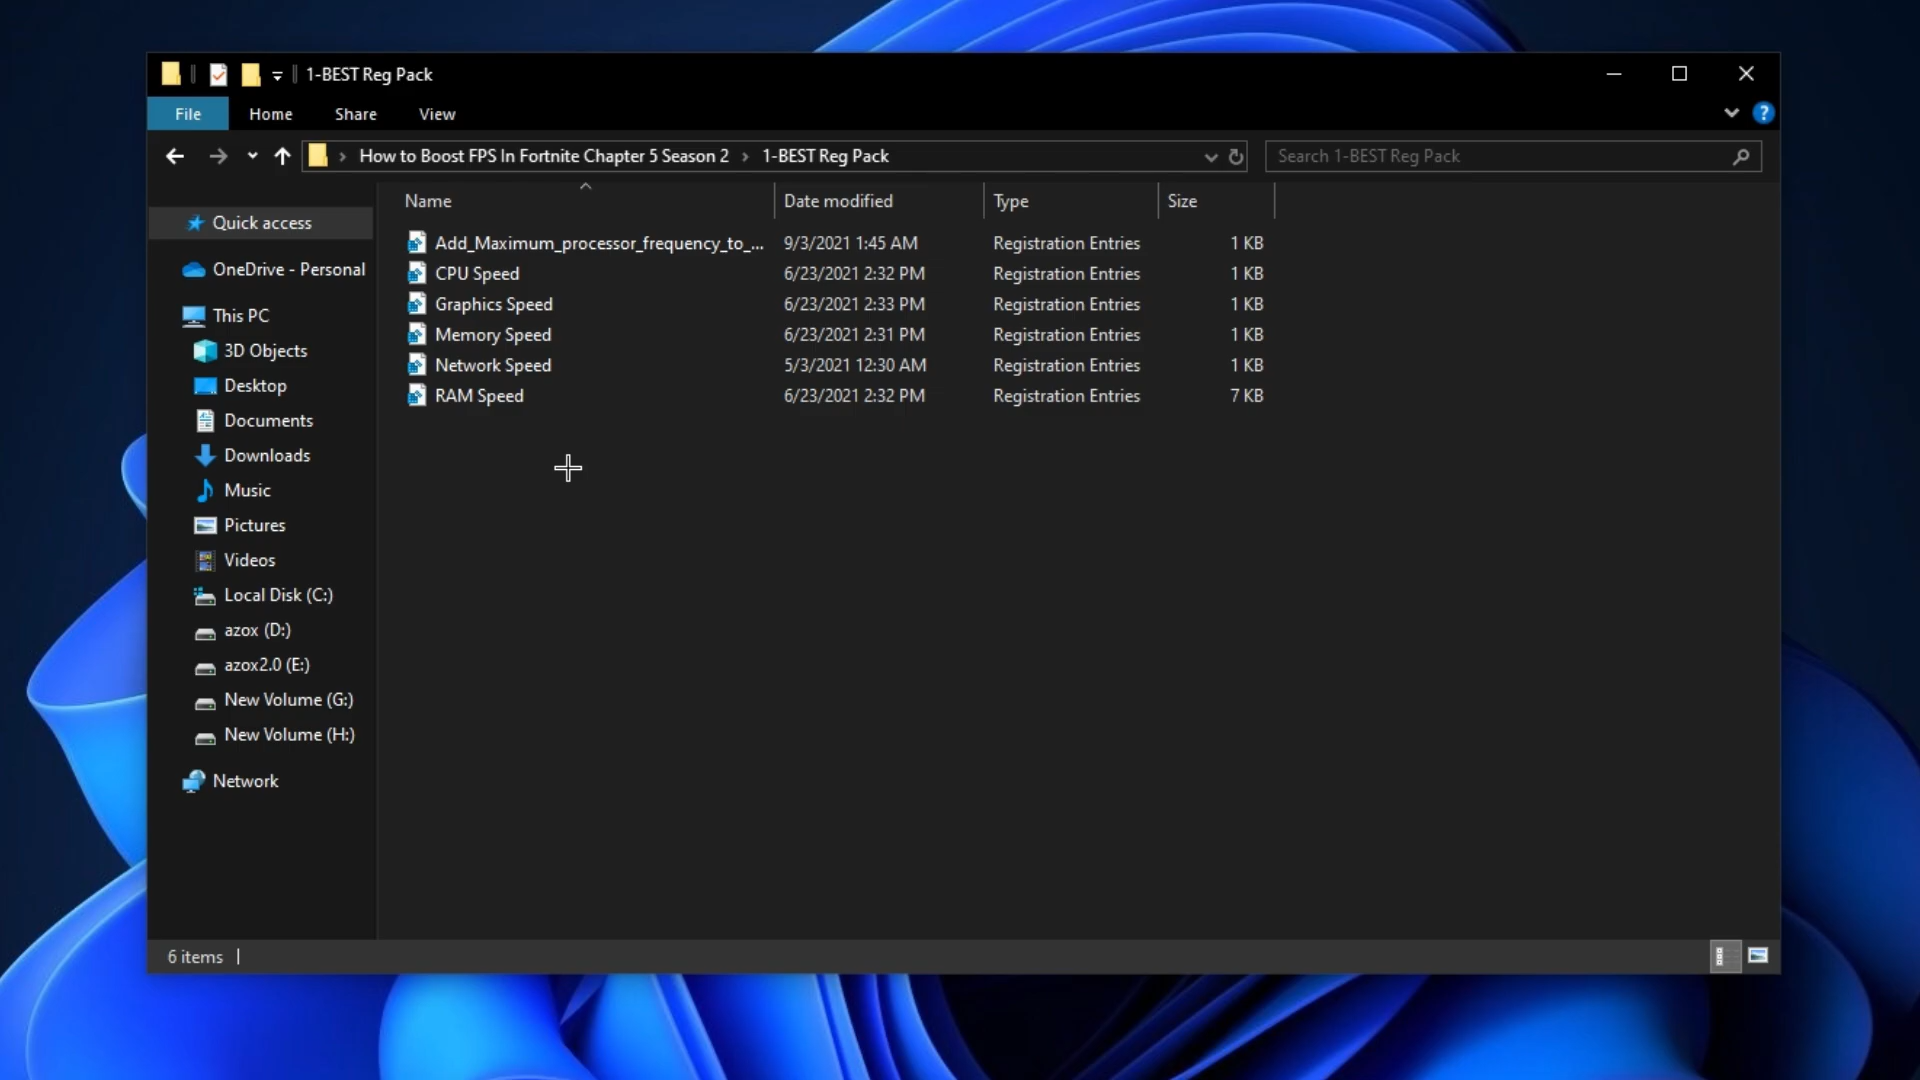 1-BEST Reg Pack
File Home Share View
?
How to Boost FPS In Fortnite Chapter 5 Season 2 > 1-BEST Reg Pack
Search 1-BEST Reg Pack
Name Date modified Type Size
Add_Maximum_processor_frequency_to_... 9/3/2021 1:45 AM Registration Entries 1 KB
CPU Speed 6/23/2021 2:32 PM Registration Entries 1 KB
Graphics Speed 6/23/2021 2:33 PM Registration Entries 1 KB
Memory Speed 6/23/2021 2:31 PM Registration Entries 1 KB
Network Speed 5/3/2021 12:30 AM Registration Entries 1 KB
RAM Speed 6/23/2021 2:32 PM Registration Entries 7 KB
Quick access
OneDrive - Personal
This PC
3D Objects
Desktop
Documents
Downloads
Music
Pictures
Videos
Local Disk (C:)
azox (D:)
azox2.0 (E:)
New Volume (G:)
New Volume (H:)
Network
6 items